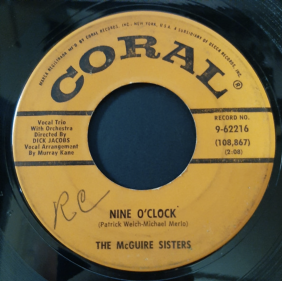 CORAL
Vocal Trio
With Orchestra
Directed By
DICK JACOBS
Vocal Arrangement
By Murray Kane
RECORD NO.
9-62216
(108,867)
(2:08)
RC
NINE O'CLOCK
(Patrick Welch-Michael Merlo)
THE McGUIRE SISTERS